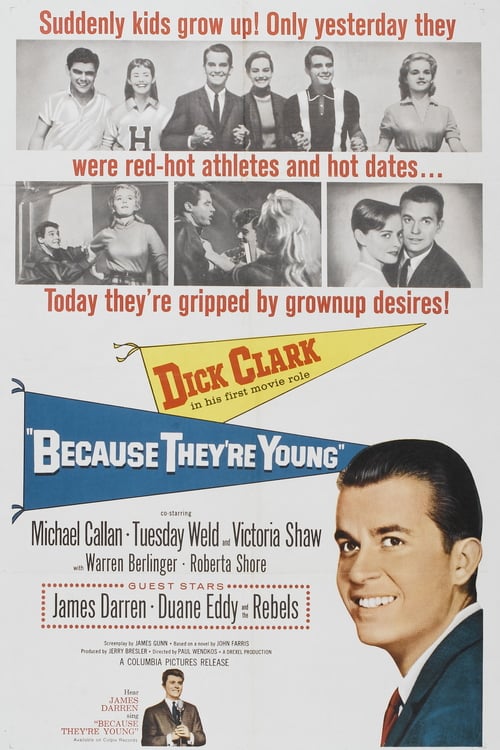 Suddenly kids grow up! Only yesterday they
H
were red-hot athletes and hot dates...
Today they're gripped by grownup desires!
DICK CLARK
in his first movie role
"BECAUSE THEY'RE YOUNG"
co-starring
Michael Callan · Tuesday Weld and Victoria Shaw
with Warren Berlinger · Roberta Shore
GUEST STARS
James Darren · Duane Eddy and the Rebels
Screenplay by JAMES GUNN · Based on a novel by JOHN FARRIS
Produced by JERRY BRESLER · Directed by PAUL WENDKOS · A DREXEL PRODUCTION
A COLUMBIA PICTURES RELEASE
Hear
JAMES
DARREN
sing
"BECAUSE
THEY'RE YOUNG"
Available on Colpix Records